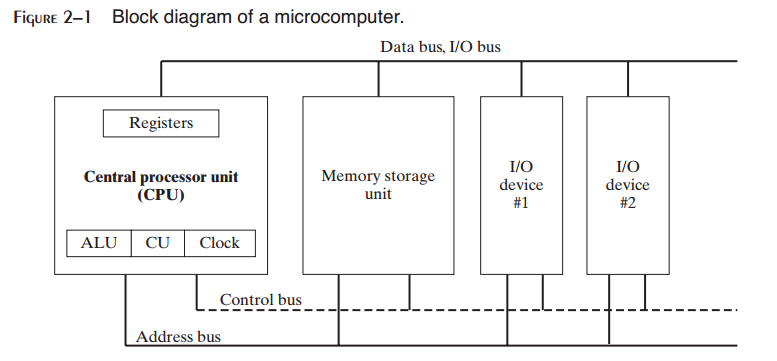 FIGURE 2–1 Block diagram of a microcomputer.
Data bus, I/O bus
Registers
Central processor unit
(CPU)
ALU CU Clock
Memory storage
unit
I/O
device
#1
I/O
device
#2
Control bus
Address bus